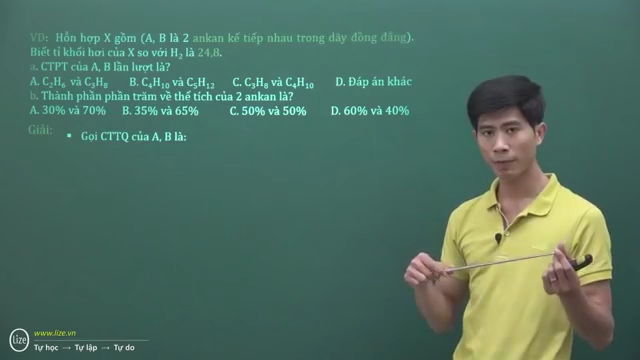 VD: Hỗn hợp X gồm (A, B là 2 ankan kế tiếp nhau trong dãy đồng đẳng).
Biết tỉ khối hơi của X so với H₂ là 24,8.
a. CTPT của A, B lần lượt là?
A. C₂H₆ và C₃H₈ B. C₄H₁₀ và C₅H₁₂ C. C₃H₈ và C₄H₁₀ D. Đáp án khác
b. Thành phần phần trăm về thể tích của 2 ankan là?
A. 30% và 70% B. 35% và 65% C. 50% và 50% D. 60% và 40%
Giải:
▪ Gọi CTTQ của A, B là:
Lize
www.lize.vn
Tự học → Tự lập → Tự do